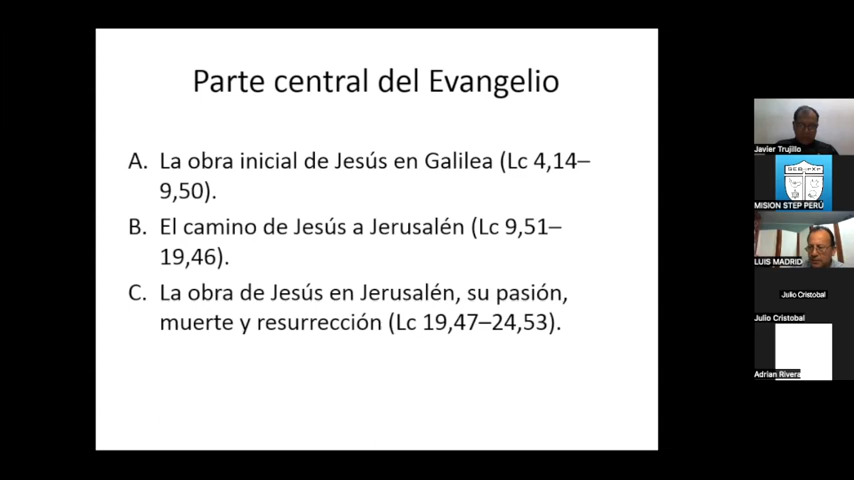 Parte central del Evangelio
A. La obra inicial de Jesús en Galilea (Lc 4,14–
9,50).
B. El camino de Jesús a Jerusalén (Lc 9,51–
19,46).
C. La obra de Jesús en Jerusalén, su pasión,
muerte y resurrección (Lc 19,47–24,53).
Javier Trujillo
MISION STEP PERÚ
LUIS MADRID
Julio Cristobal
Julio Cristobal
Adrian Rivera